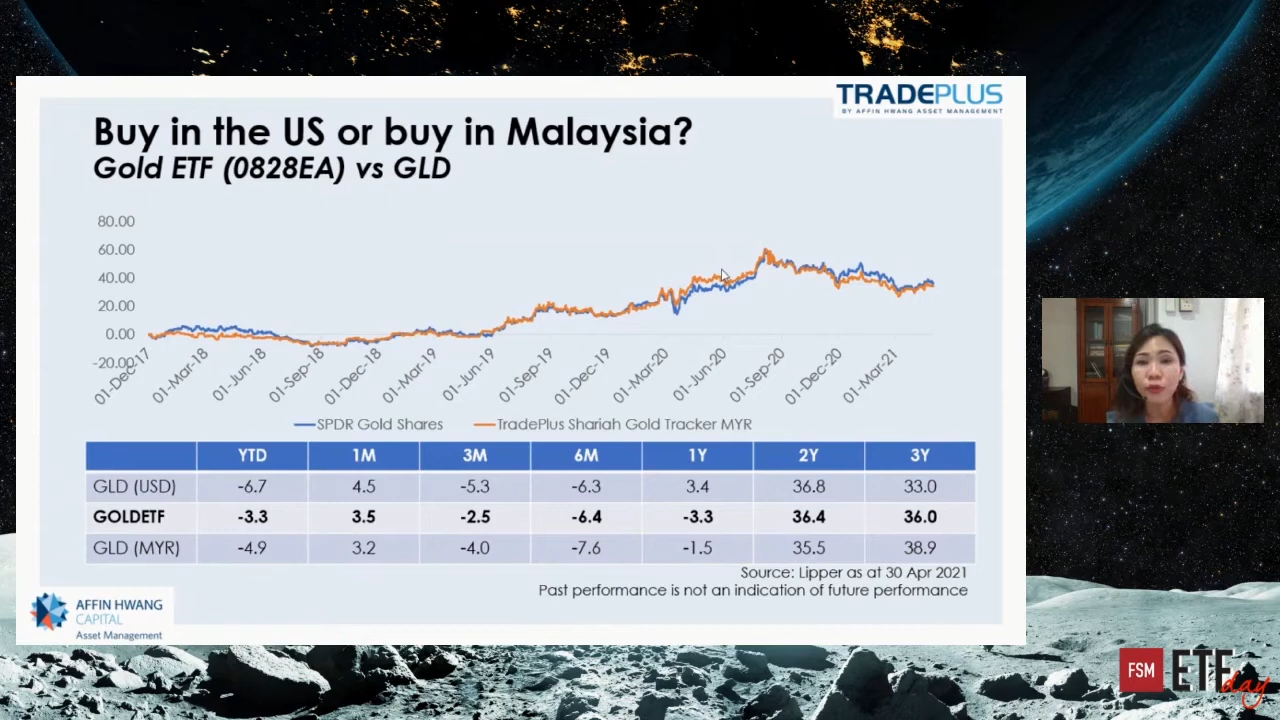 TRADEPLUS
BY AFFIN HWANG ASSET MANAGEMENT
Buy in the US or buy in Malaysia?
Gold ETF (0828EA) vs GLD
80.00
60.00
40.00
20.00
0.00
-20.00
01-Dec-17
01-Mar-18
01-Jun-18
01-Sep-18
01-Dec-18
01-Mar-19
01-Jun-19
01-Sep-19
01-Dec-19
01-Mar-20
01-Jun-20
01-Sep-20
01-Dec-20
01-Mar-21
SPDR Gold Shares TradePlus Shariah Gold Tracker MYR
YTD 1M 3M 6M 1Y 2Y 3Y
GLD (USD) -6.7 4.5 -5.3 -6.3 3.4 36.8 33.0
GOLDETF -3.3 3.5 -2.5 -6.4 -3.3 36.4 36.0
GLD (MYR) -4.9 3.2 -4.0 -7.6 -1.5 35.5 38.9
Source: Lipper as at 30 Apr 2021
Past performance is not an indication of future performance
AFFIN HWANG
CAPITAL
Asset Management
FSM ETF day